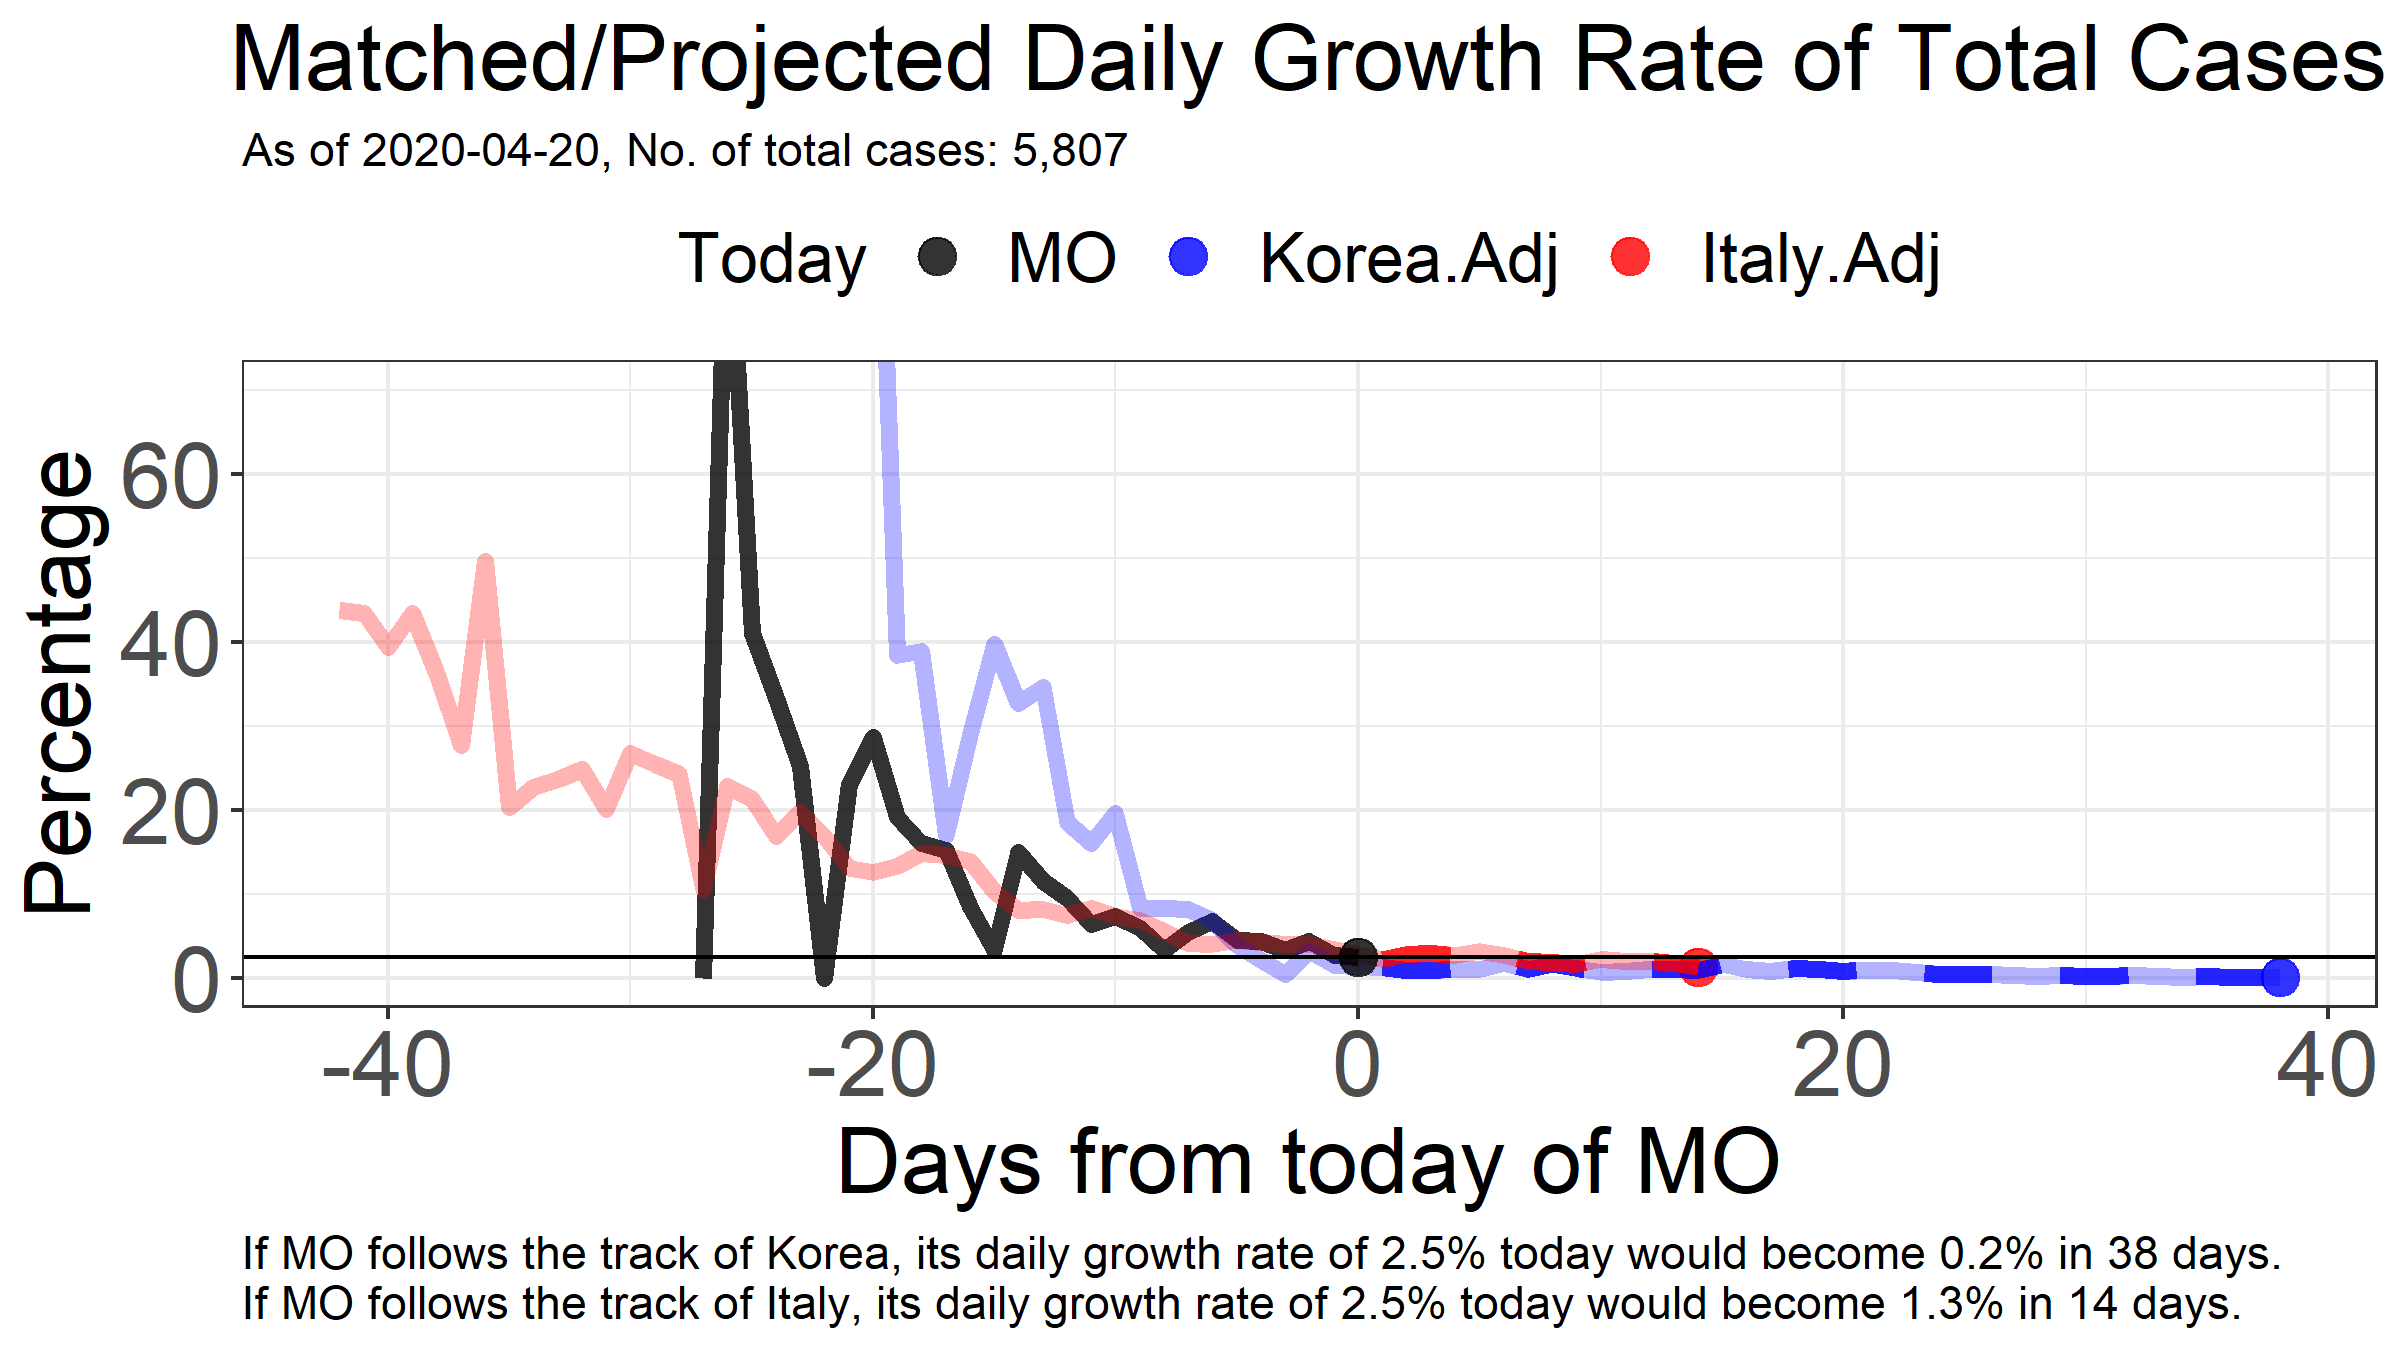 Matched/Projected Daily Growth Rate of Total Cases
As of 2020-04-20, No. of total cases: 5,807
Today MO Korea.Adj Italy.Adj
Percentage
60
40
20
0
-40 -20 0 20 40
Days from today of MO
If MO follows the track of Korea, its daily growth rate of 2.5% today would become 0.2% in 38 days.
If MO follows the track of Italy, its daily growth rate of 2.5% today would become 1.3% in 14 days.